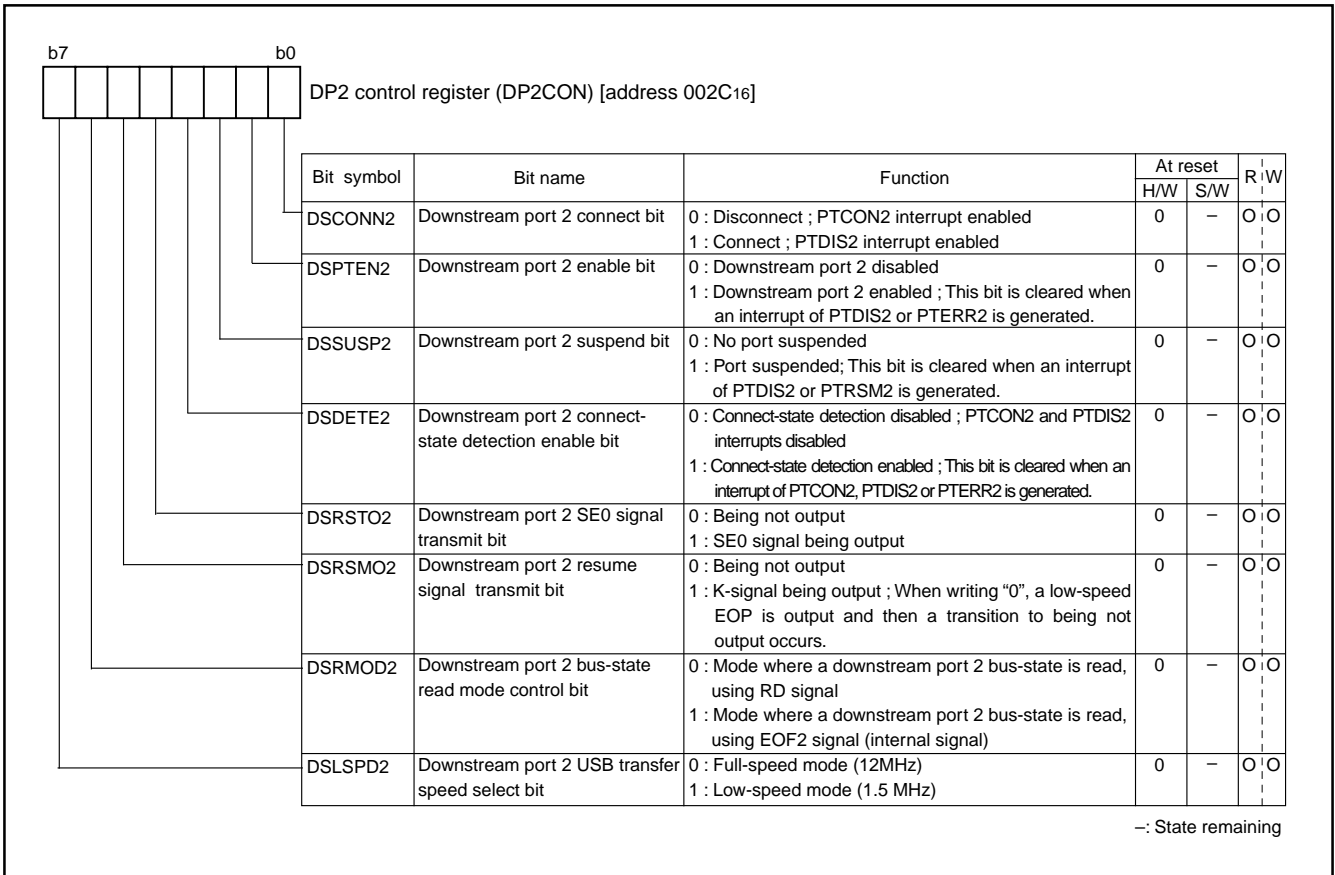 b7 b0
DP2 control register (DP2CON) [address 002C16]
Bit symbol Bit name Function At reset R W
H/W S/W
DSCONN2 Downstream port 2 connect bit 0 : Disconnect ; PTCON2 interrupt enabled 0 – O O
1 : Connect ; PTDIS2 interrupt enabled
DSPTEN2 Downstream port 2 enable bit 0 : Downstream port 2 disabled 0 – O O
1 : Downstream port 2 enabled ; This bit is cleared when
an interrupt of PTDIS2 or PTERR2 is generated.
DSSUSP2 Downstream port 2 suspend bit 0 : No port suspended 0 – O O
1 : Port suspended; This bit is cleared when an interrupt
of PTDIS2 or PTRSM2 is generated.
DSDETE2 Downstream port 2 connect- 0 : Connect-state detection disabled ; PTCON2 and PTDIS2 0 – O O
state detection enable bit interrupts disabled
1 : Connect-state detection enabled ; This bit is cleared when an
interrupt of PTCON2, PTDIS2 or PTERR2 is generated.
DSRSTO2 Downstream port 2 SE0 signal 0 : Being not output 0 – O O
transmit bit 1 : SE0 signal being output
DSRSMO2 Downstream port 2 resume 0 : Being not output 0 – O O
signal transmit bit 1 : K-signal being output ; When writing “0”, a low-speed
EOP is output and then a transition to being not
output occurs.
DSRMOD2 Downstream port 2 bus-state 0 : Mode where a downstream port 2 bus-state is read, 0 – O O
read mode control bit using RD signal
1 : Mode where a downstream port 2 bus-state is read,
using EOF2 signal (internal signal)
DSLSPD2 Downstream port 2 USB transfer 0 : Full-speed mode (12MHz) 0 – O O
speed select bit 1 : Low-speed mode (1.5 MHz)
–: State remaining